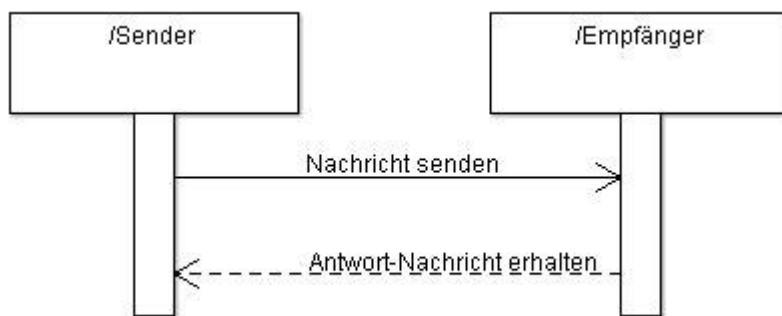 /Sender
/Empfänger
Nachricht senden
Antwort-Nachricht erhalten